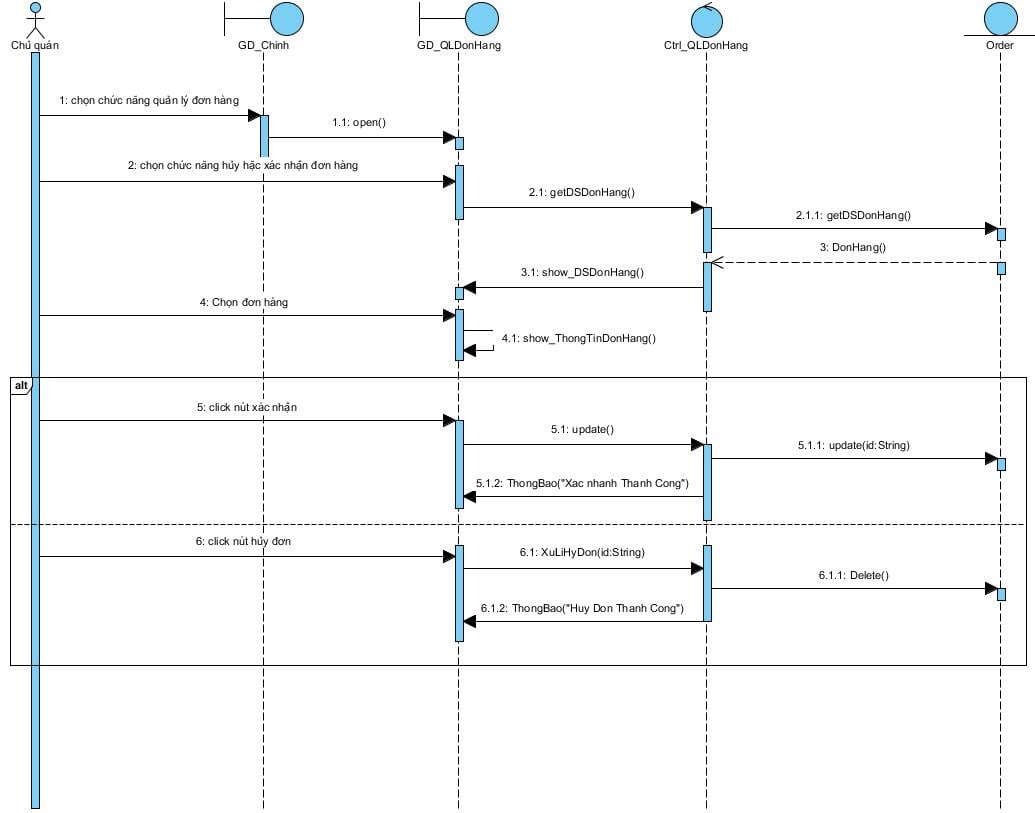 Chủ quán
GD_Chinh
GD_QLDonHang
Ctrl_QLDonHang
Order
1: chọn chức năng quản lý đơn hàng
1.1: open()
2: chọn chức năng hủy hặc xác nhận đơn hàng
2.1: getDSDonHang()
2.1.1: getDSDonHang()
3: DonHang()
3.1: show_DSDonHang()
4: Chọn đơn hàng
4.1: show_ThongTinDonHang()
alt
5: click nút xác nhận
5.1: update()
5.1.1: update(id:String)
5.1.2: ThongBao("Xac nhanh Thanh Cong")
6: click nút hủy đơn
6.1: XuLiHyDon(id:String)
6.1.1: Delete()
6.1.2: ThongBao("Huy Don Thanh Cong")